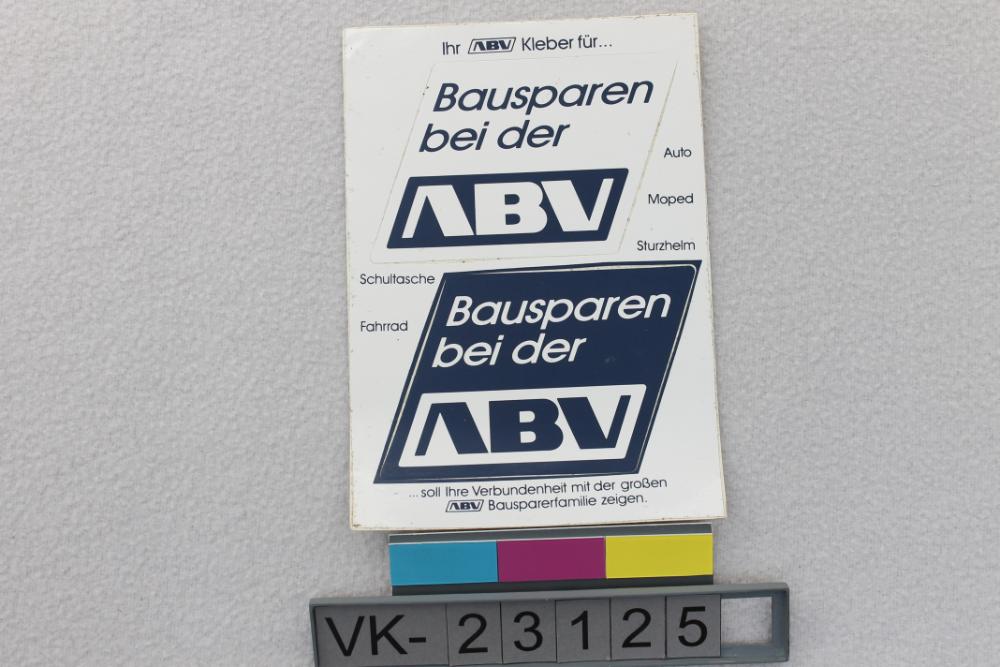 Ihr ABV Kleber für...
Bausparen
bei der
ABV
Auto
Moped
Sturzhelm
Schultasche
Fahrrad
Bausparen
bei der
ABV
...soll Ihre Verbundenheit mit der großen
ABV Bausparerfamilie zeigen.
VK-23125